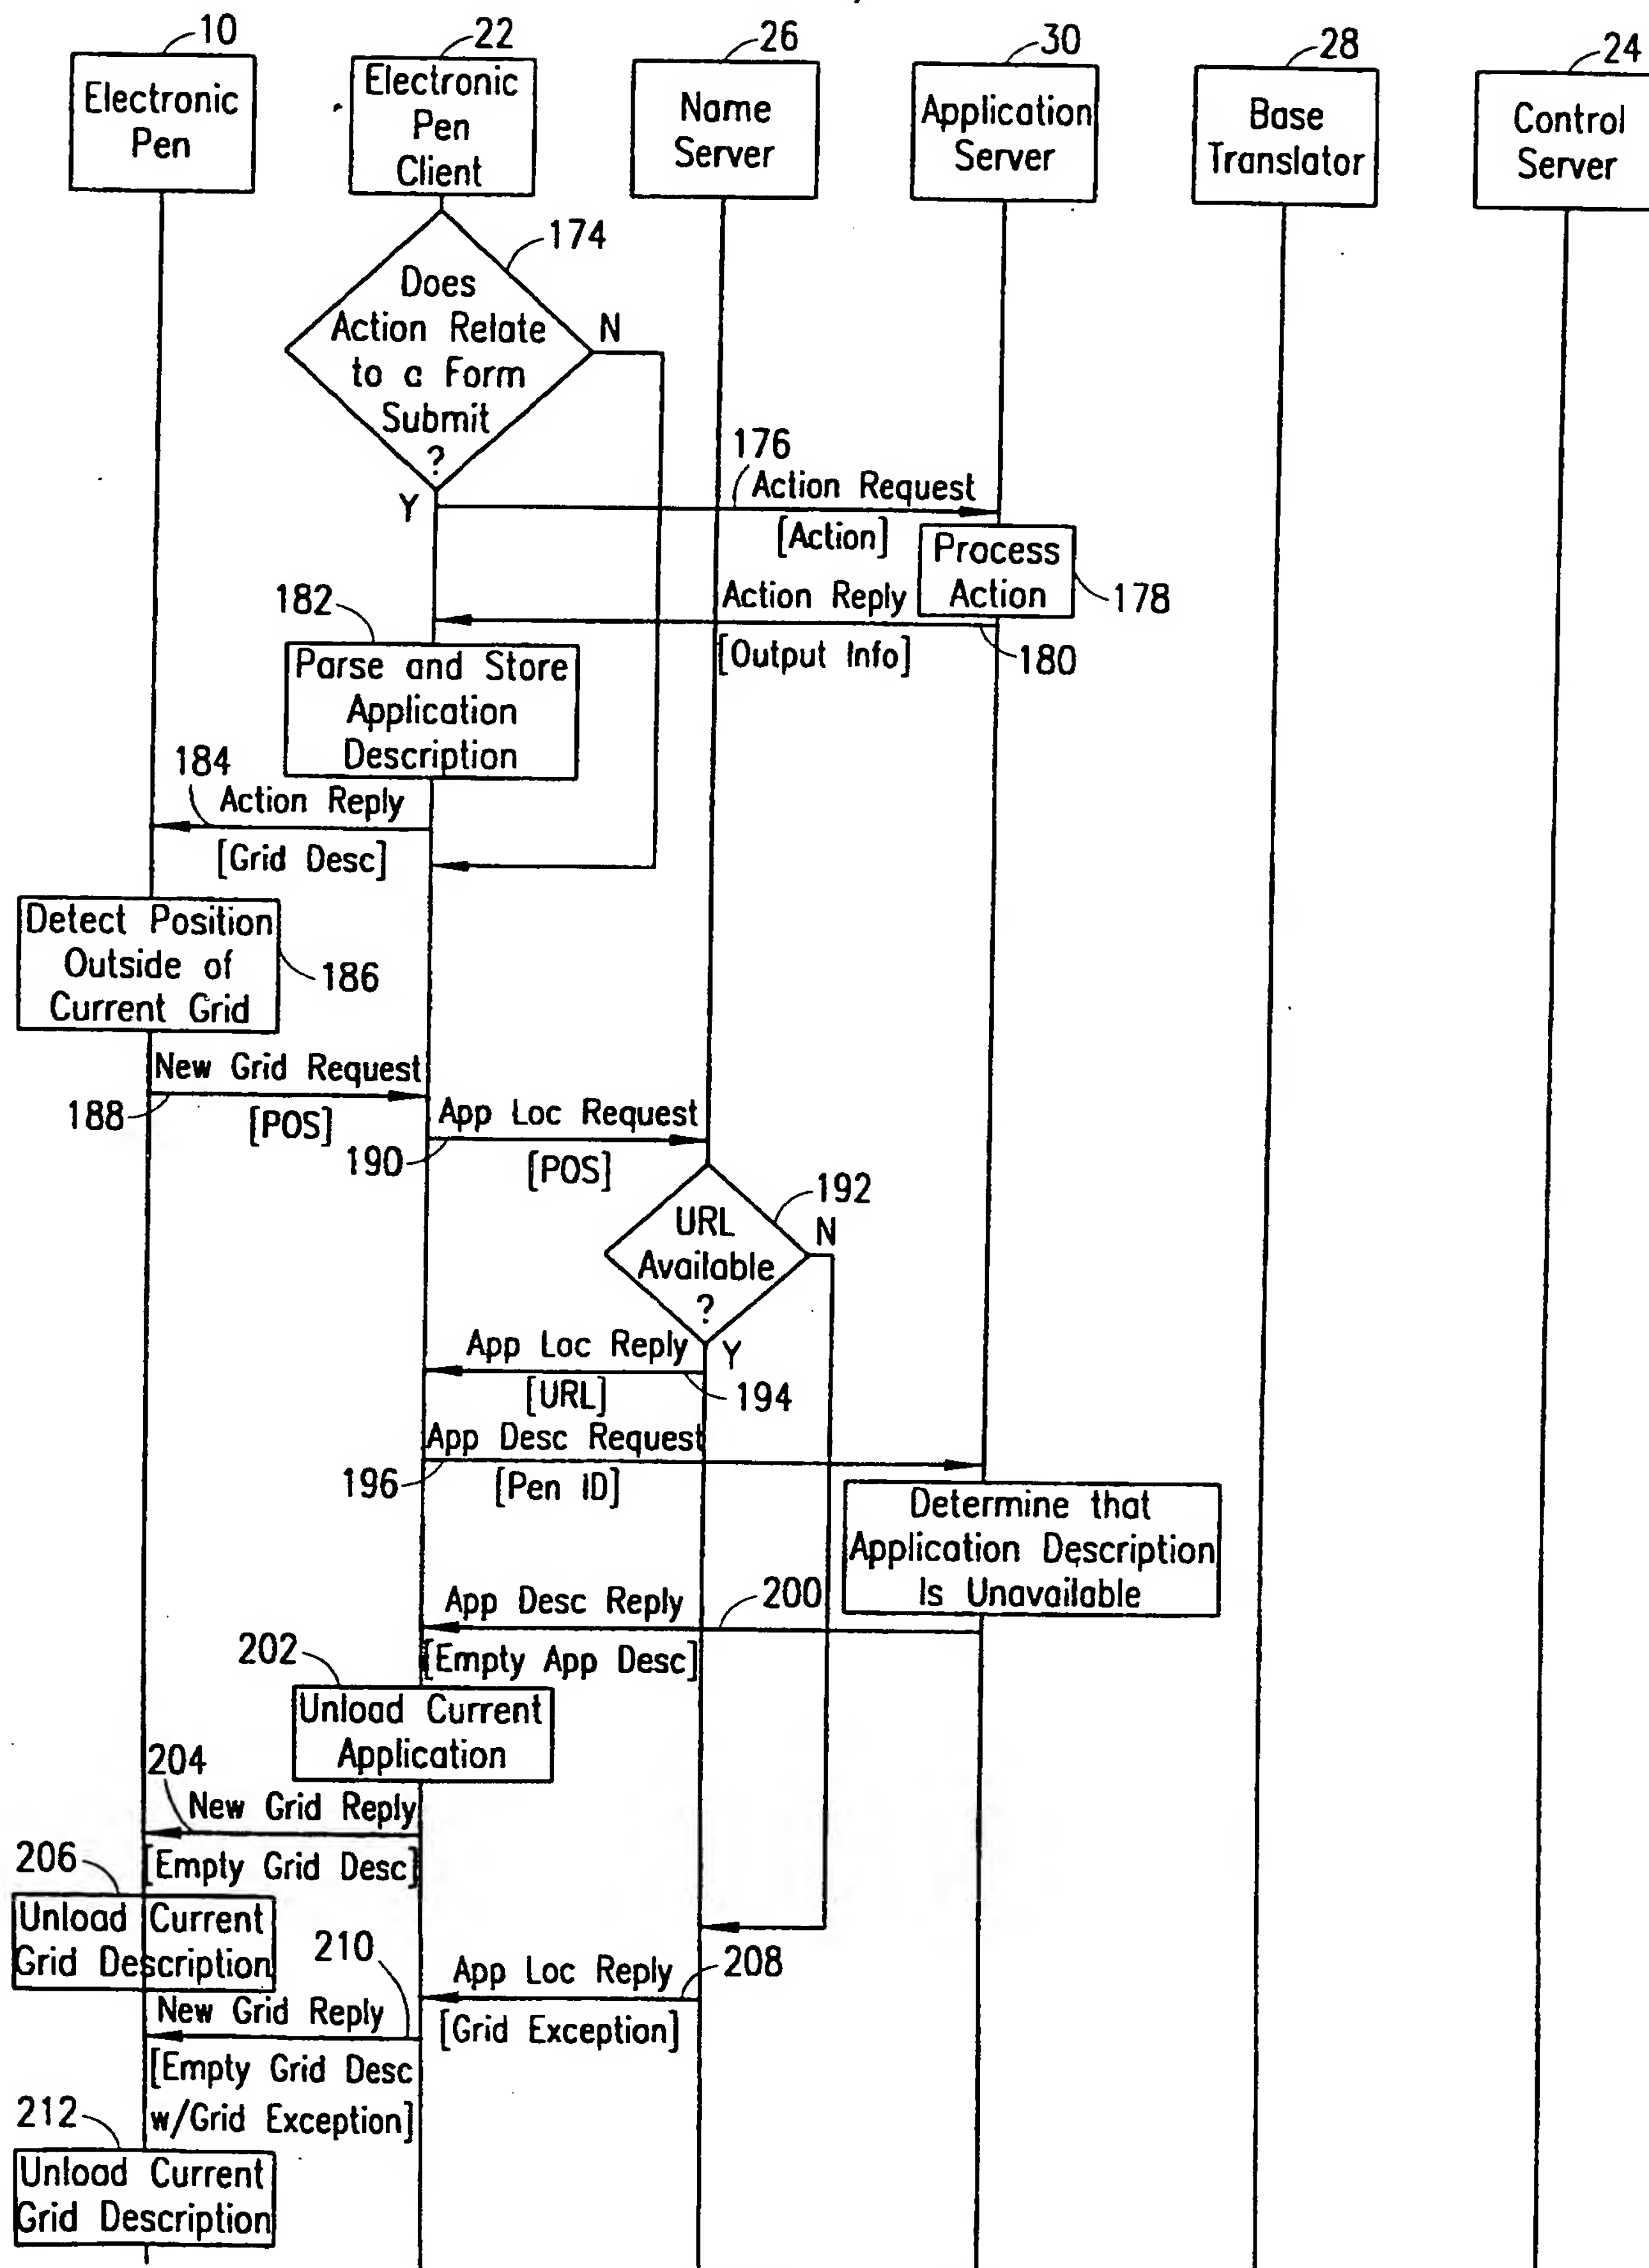 10
22
26
30
28
24
Electronic
Pen
Electronic
Pen
Client
Name
Server
Application
Server
Base
Translator
Control
Server
174
Does
Action Relate
to a Form
Submit
?
N
Y
176
Action Request
[Action]
Process
Action
178
Action Reply
[Output Info]
180
182
Parse and Store
Application
Description
184
Action Reply
[Grid Desc]
Detect Position
Outside of
Current Grid
186
New Grid Request
188
[POS]
App Loc Request
190
[POS]
192
URL
Available
?
N
Y
App Loc Reply
[URL]
194
App Desc Request
196
[Pen ID]
Determine that
Application Description
Is Unavailable
App Desc Reply
200
[Empty App Desc]
202
Unload Current
Application
204
New Grid Reply
[Empty Grid Desc]
206
Unload Current
Grid Description
210
App Loc Reply
208
[Grid Exception]
New Grid Reply
[Empty Grid Desc
w/Grid Exception]
212
Unload Current
Grid Description